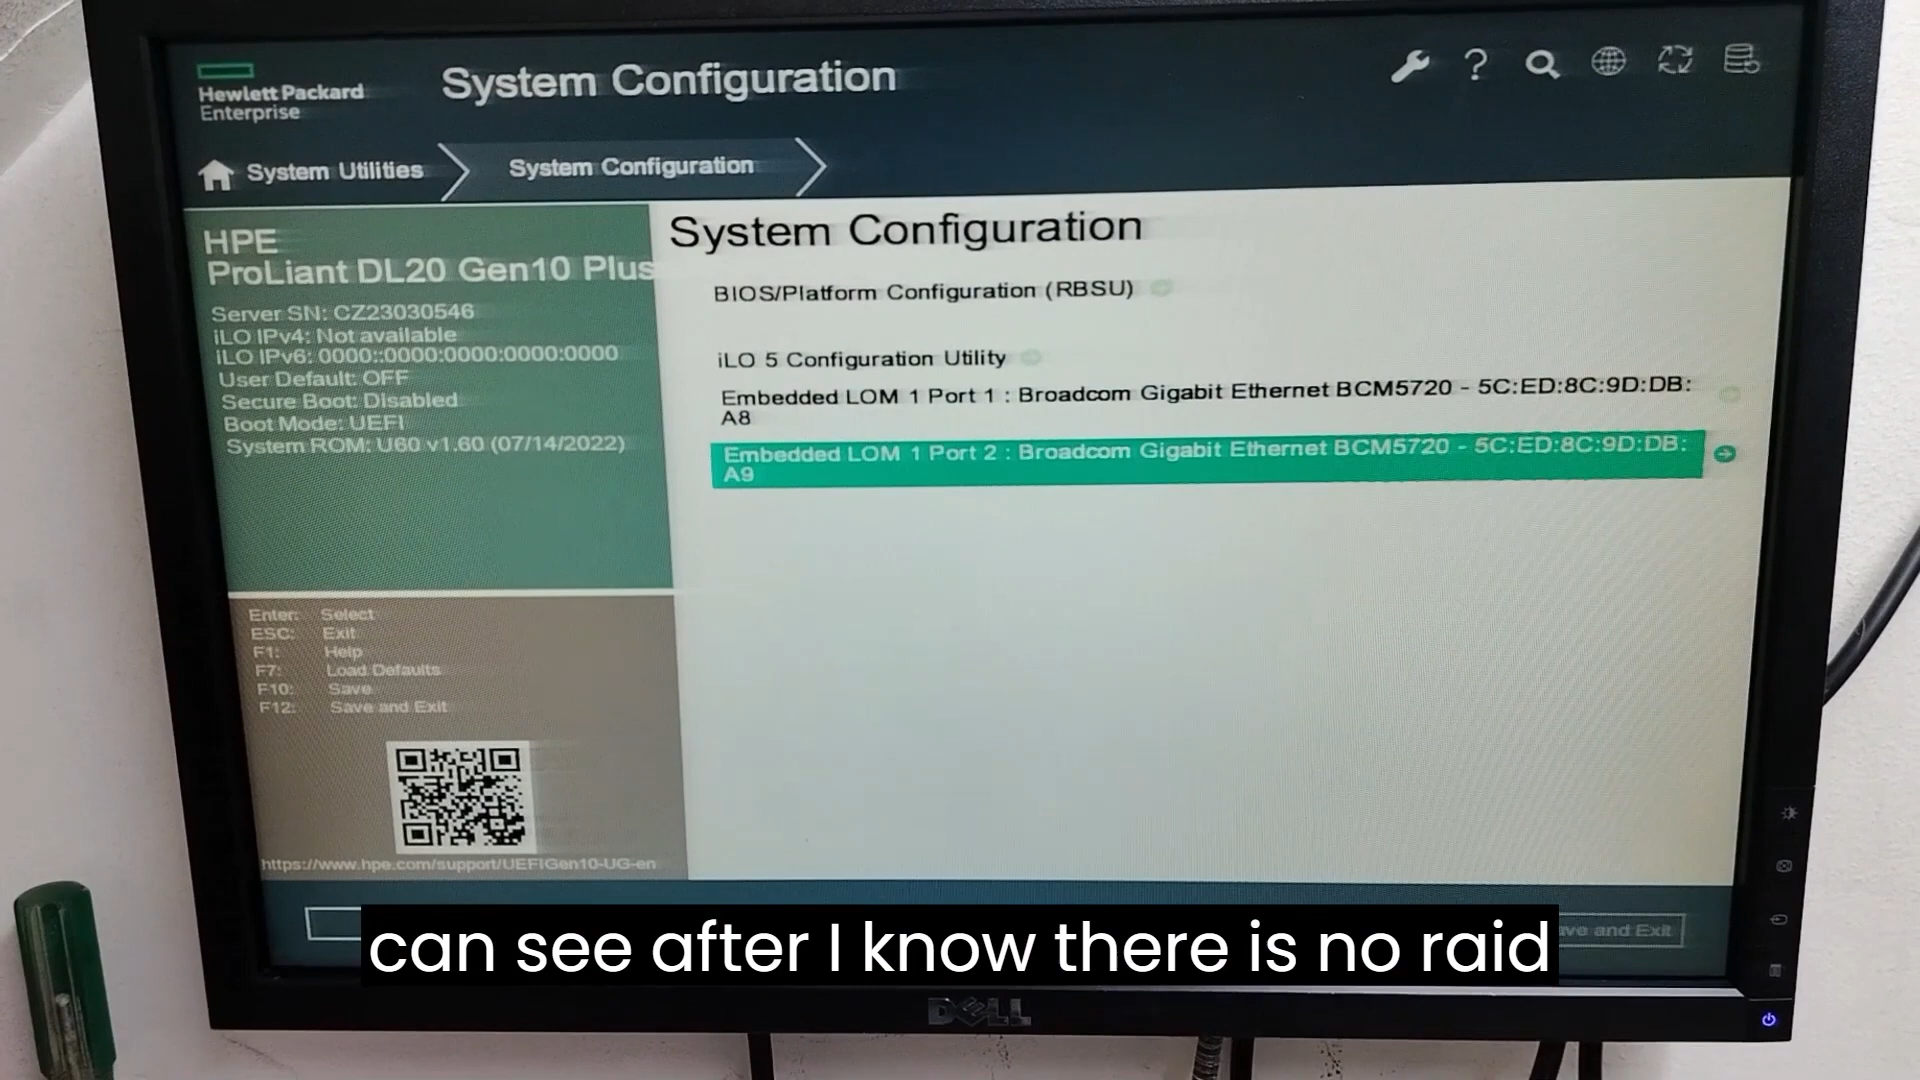 Hewlett Packard
Enterprise
System Configuration
System Utilities
System Configuration
HPE
ProLiant DL20 Gen10 Plus
Server SN: CZ23030546
iLO IPv4: Not available
iLO IPv6: 0000::0000:0000:0000:0000
User Default: OFF
Secure Boot: Disabled
Boot Mode: UEFI
System ROM: U60 v1.60 (07/14/2022)
System Configuration
BIOS/Platform Configuration (RBSU)
iLO 5 Configuration Utility
Embedded LOM 1 Port 1 : Broadcom Gigabit Ethernet BCM5720 - 5C:ED:8C:9D:DB:
A8
Embedded LOM 1 Port 2 : Broadcom Gigabit Ethernet BCM5720 - 5C:ED:8C:9D:DB:
A9
Enter: Select
ESC: Exit
F1: Help
F7: Load Defaults
F10: Save
F12: Save and Exit
https://www.hpe.com/support/UEFIGen10-UG-en
and Exit
can see after I know there is no raid
DELL